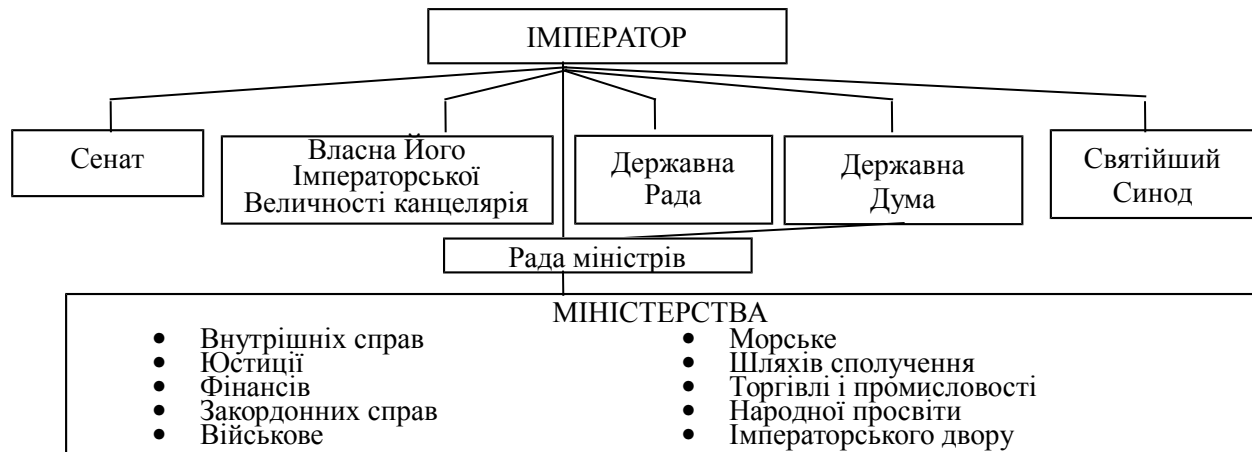 ІМПЕРАТОР
Сенат
Власна Його
Імператорської
Величності канцелярія
Державна
Рада
Державна
Дума
Святійший
Синод
Рада міністрів
МІНІСТЕРСТВА
• Внутрішніх справ
• Юстиції
• Фінансів
• Закордонних справ
• Військове
• Морське
• Шляхів сполучення
• Торгівлі і промисловості
• Народної просвіти
• Імператорського двору